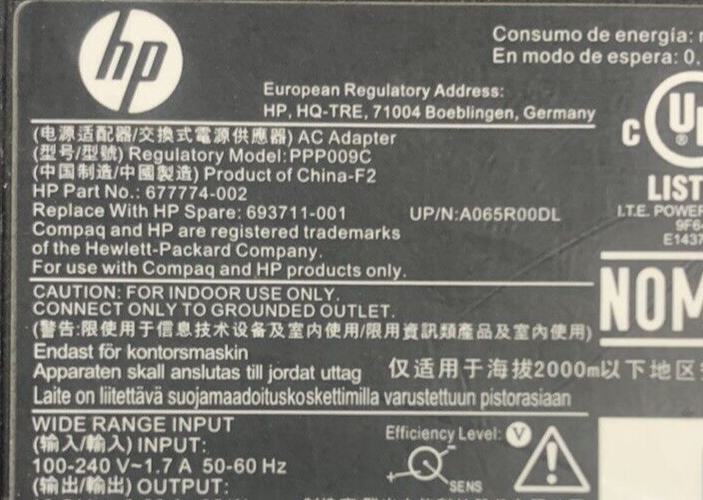 hp
Consumo de energía:
En modo de espera: 0.
European Regulatory Address:
HP, HQ-TRE, 71004 Boeblingen, Germany
(电源适配器/交換式電源供應器) AC Adapter
(型号/型號) Regulatory Model:PPP009C
(中国制造/中國製造) Product of China-F2
HP Part No.: 677774-002
Replace With HP Spare: 693711-001 UP/N:A065R00DL
Compaq and HP are registered trademarks
of the Hewlett-Packard Company.
For use with Compaq and HP products only.
C UL ®
LIST
I.T.E. POWER
9F6
E1437
NOM
CAUTION: FOR INDOOR USE ONLY.
CONNECT ONLY TO GROUNDED OUTLET.
(警告:限使用于信息技术设备及室内使用/限用資訊類產品及室內使用)
Endast för kontorsmaskin
Apparaten skall anslutas till jordat uttag 仅适用于海拔2000m以下地区
Laite on liitettävä suojamaadoituskoskettimilla varustettuun pistorasiaan
WIDE RANGE INPUT
(输入/輸入) INPUT:
100-240 V~1.7 A 50-60 Hz
(输出/輸出) OUTPUT:
Efficiency Level: V
SENS